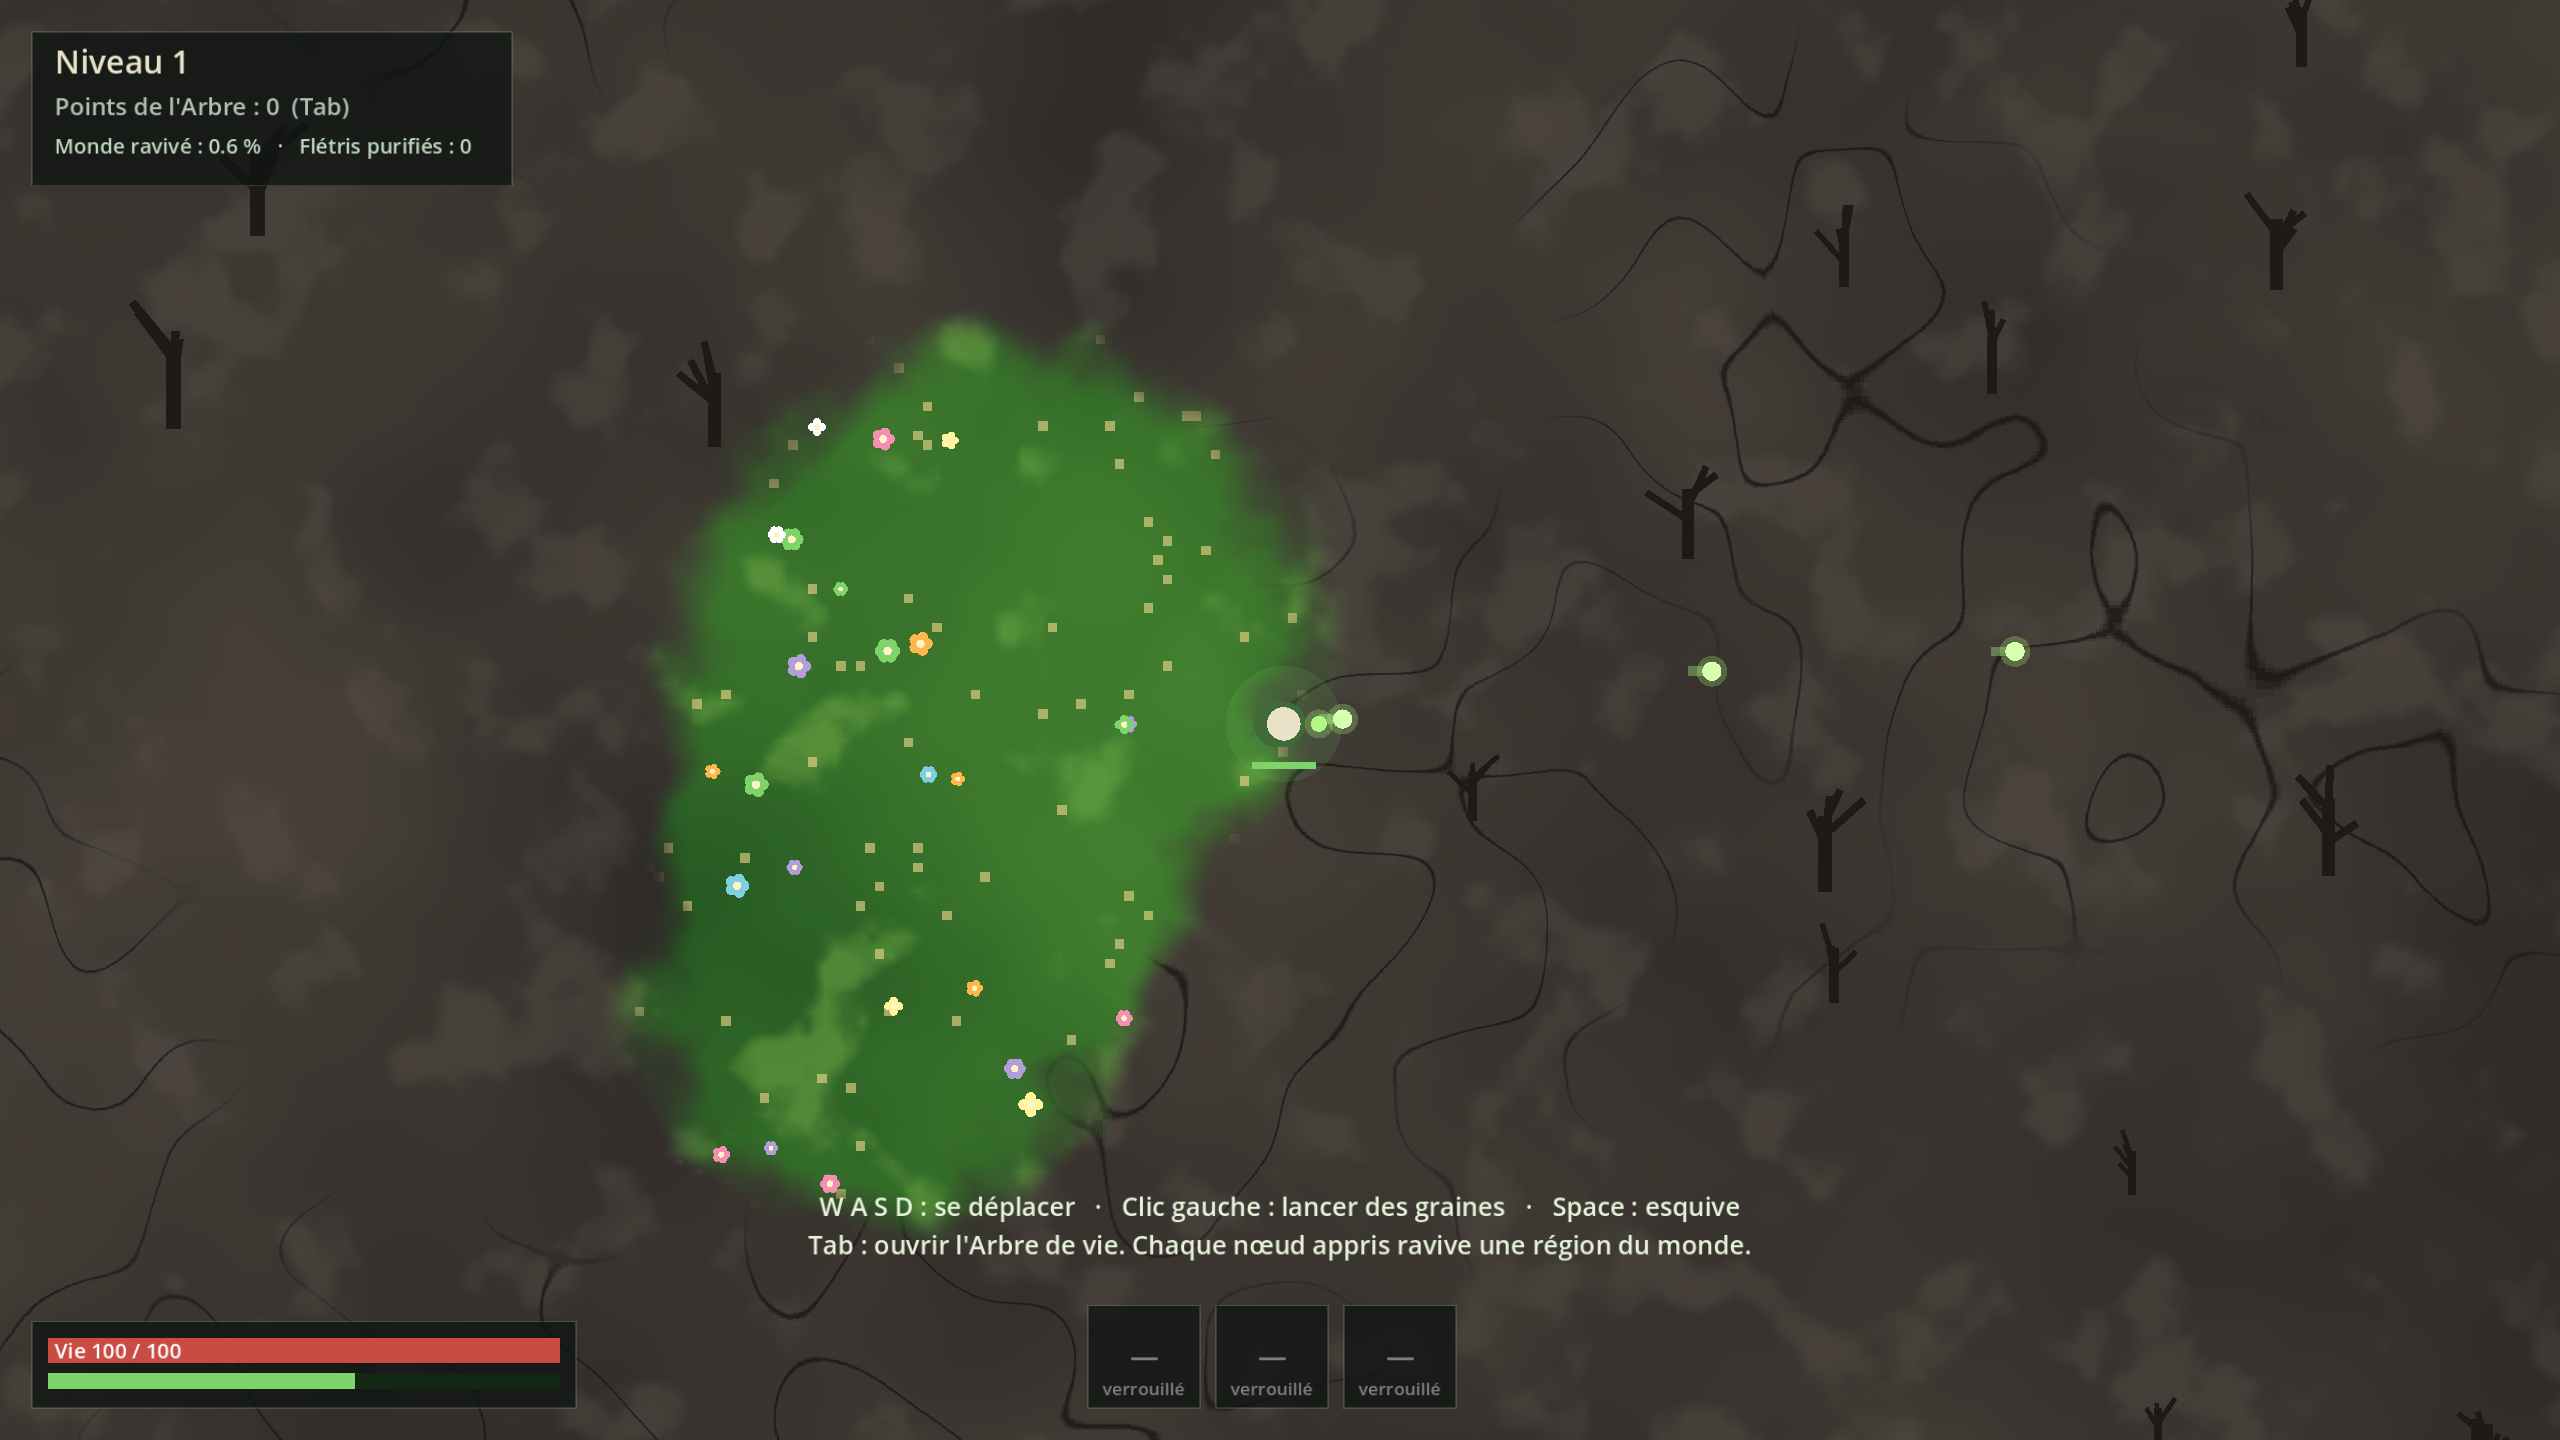 Niveau 1
Points de l'Arbre : 0 (Tab)
Monde ravivé : 0.6 % · Flétris purifiés : 0
W A S D : se déplacer · Clic gauche : lancer des graines · Space : esquive
Tab : ouvrir l'Arbre de vie. Chaque nœud appris ravive une région du monde.
Vie 100 / 100
— — —
verrouillé verrouillé verrouillé